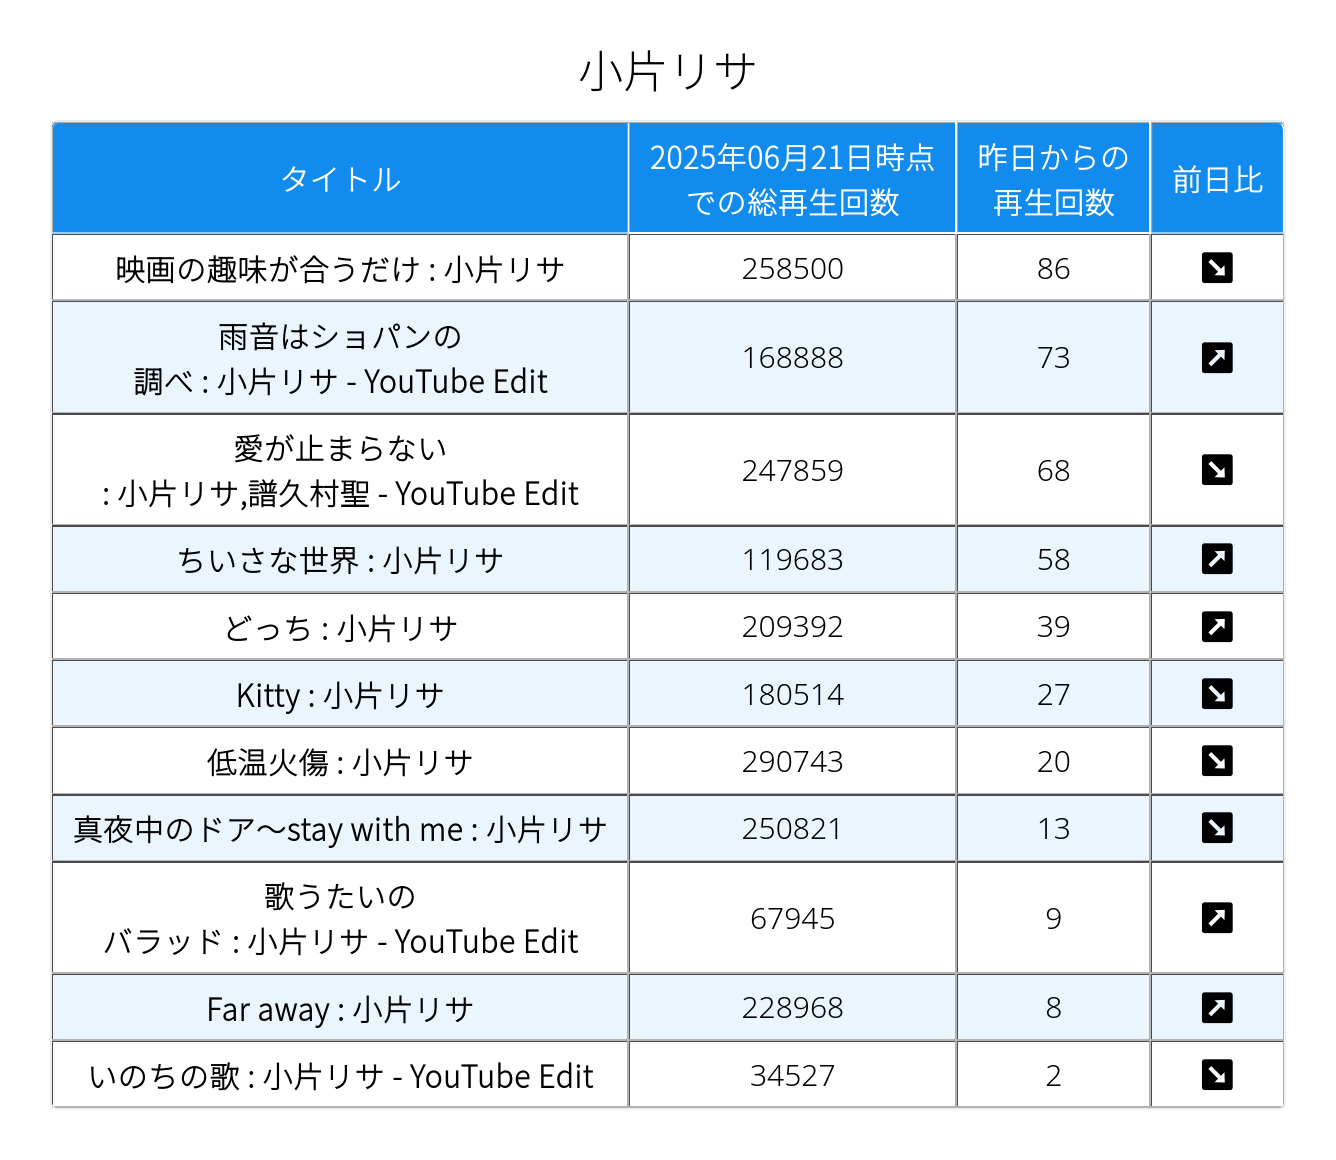 小片リサ
タイトル
2025年06月21日時点
での総再生回数
昨日からの
再生回数
前日比
映画の趣味が合うだけ : 小片リサ
258500
86
雨音はショパンの
調べ : 小片リサ - YouTube Edit
168888
73
愛が止まらない
: 小片リサ,譜久村聖 - YouTube Edit
247859
68
ちいさな世界 : 小片リサ
119683
58
どっち : 小片リサ
209392
39
Kitty : 小片リサ
180514
27
低温火傷 : 小片リサ
290743
20
真夜中のドア〜stay with me : 小片リサ
250821
13
歌うたいの
バラッド : 小片リサ - YouTube Edit
67945
9
Far away : 小片リサ
228968
8
いのちの歌 : 小片リサ - YouTube Edit
34527
2